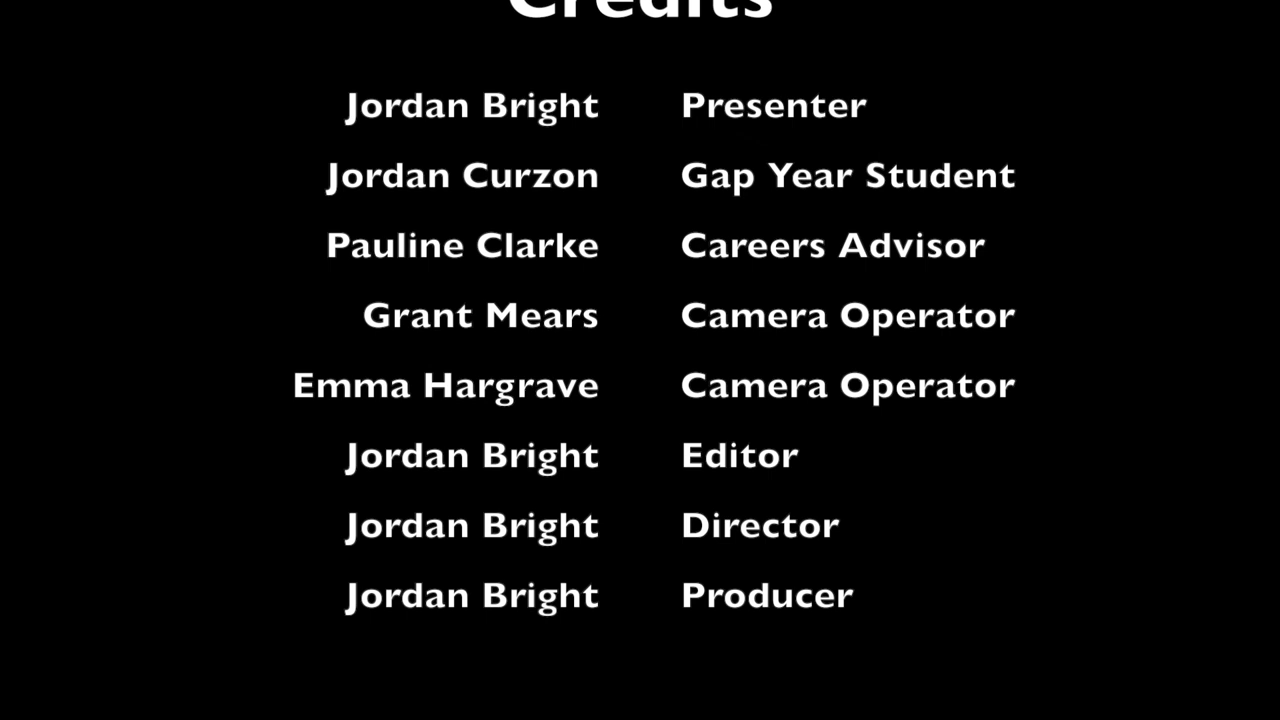 Credits
Jordan Bright Presenter
Jordan Curzon Gap Year Student
Pauline Clarke Careers Advisor
Grant Mears Camera Operator
Emma Hargrave Camera Operator
Jordan Bright Editor
Jordan Bright Director
Jordan Bright Producer